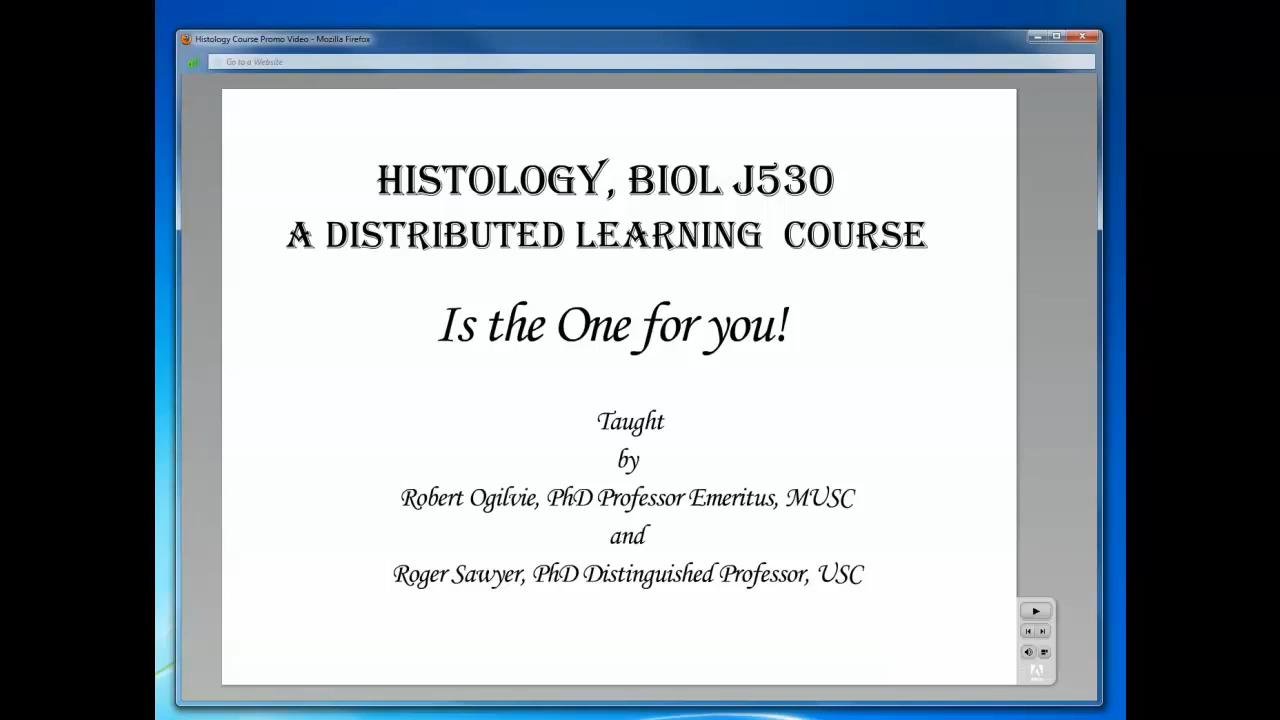 Histology Course Promo Video - Mozilla Firefox
Go to a Website
HISTOLOGY, BIOL J530
A DISTRIBUTED LEARNING COURSE
Is the One for you!
Taught
by
Robert Ogilvie, PhD Professor Emeritus, MUSC
and
Roger Sawyer, PhD Distinguished Professor, USC